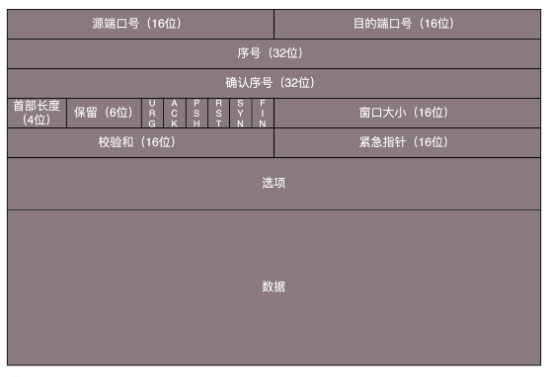 源端口号（16位） 目的端口号（16位）
序号（32位）
确认序号（32位）
首部长度（4位） 保留（6位） URG ACK PSH RST SYN FIN 窗口大小（16位）
校验和（16位） 紧急指针（16位）
选项
数据